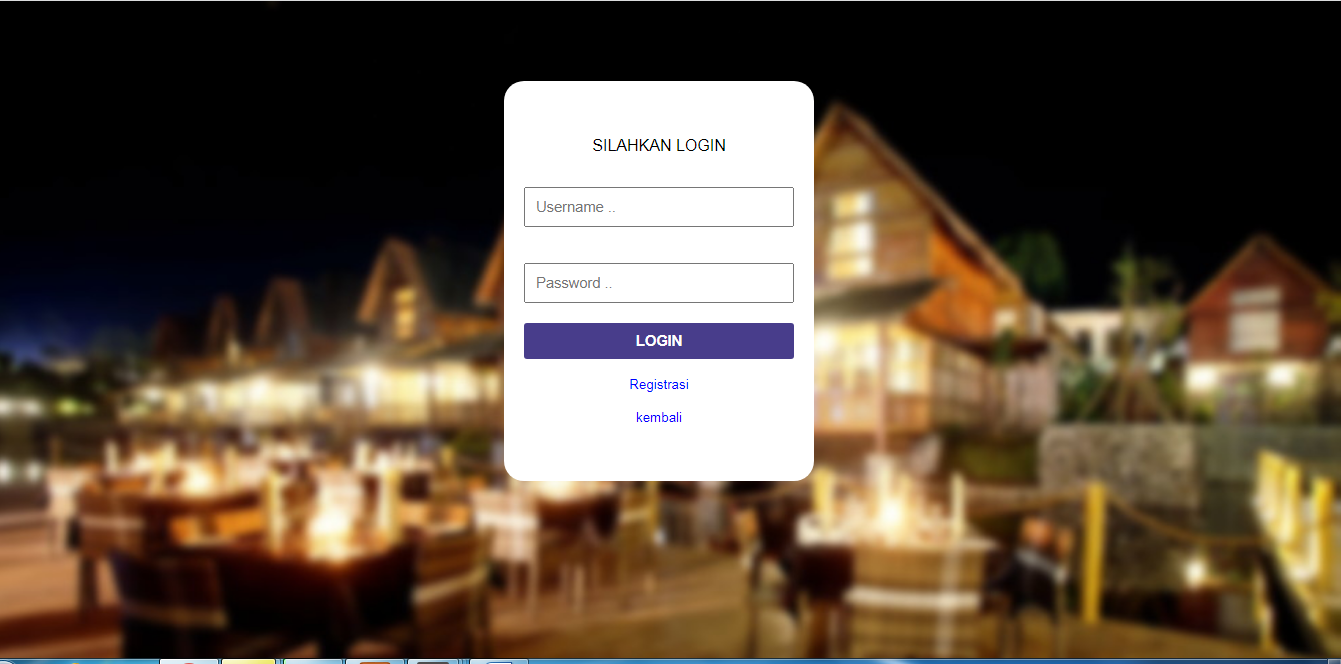 SILAHKAN LOGIN
Username ..
Password ..
LOGIN
Registrasi
kembali